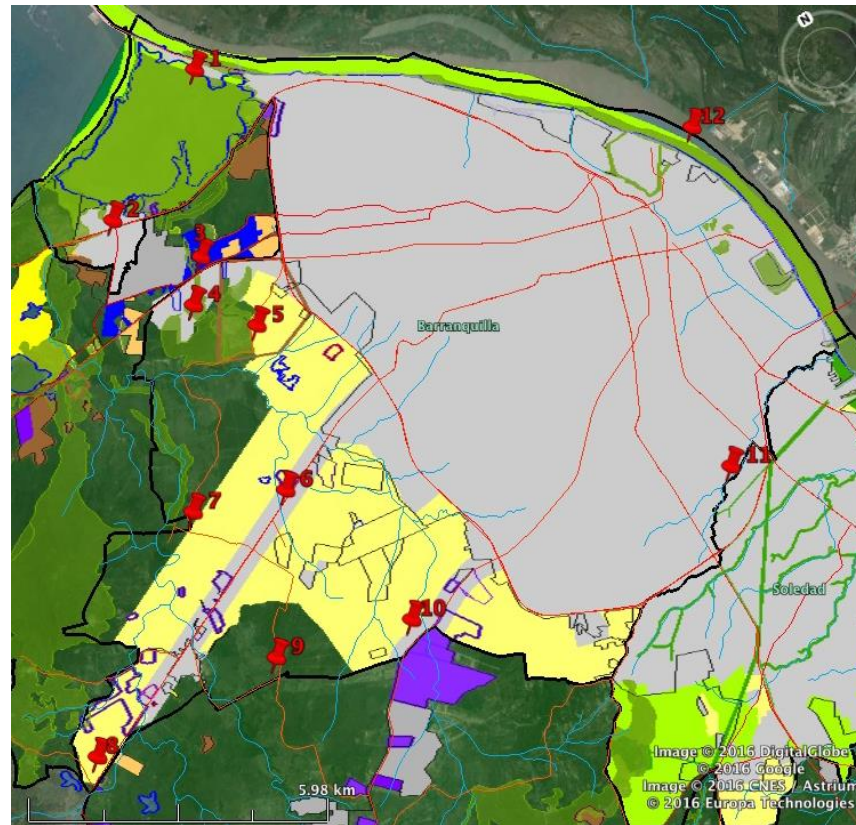 N
1
12
2
3
4
5
Barranquilla
11
6
7
Soledad
10
9
8
Image © 2016 DigitalGlobe
© 2016 Google
Image © 2016 CNES / Astrium
© 2016 Europa Technologies
5.98 km